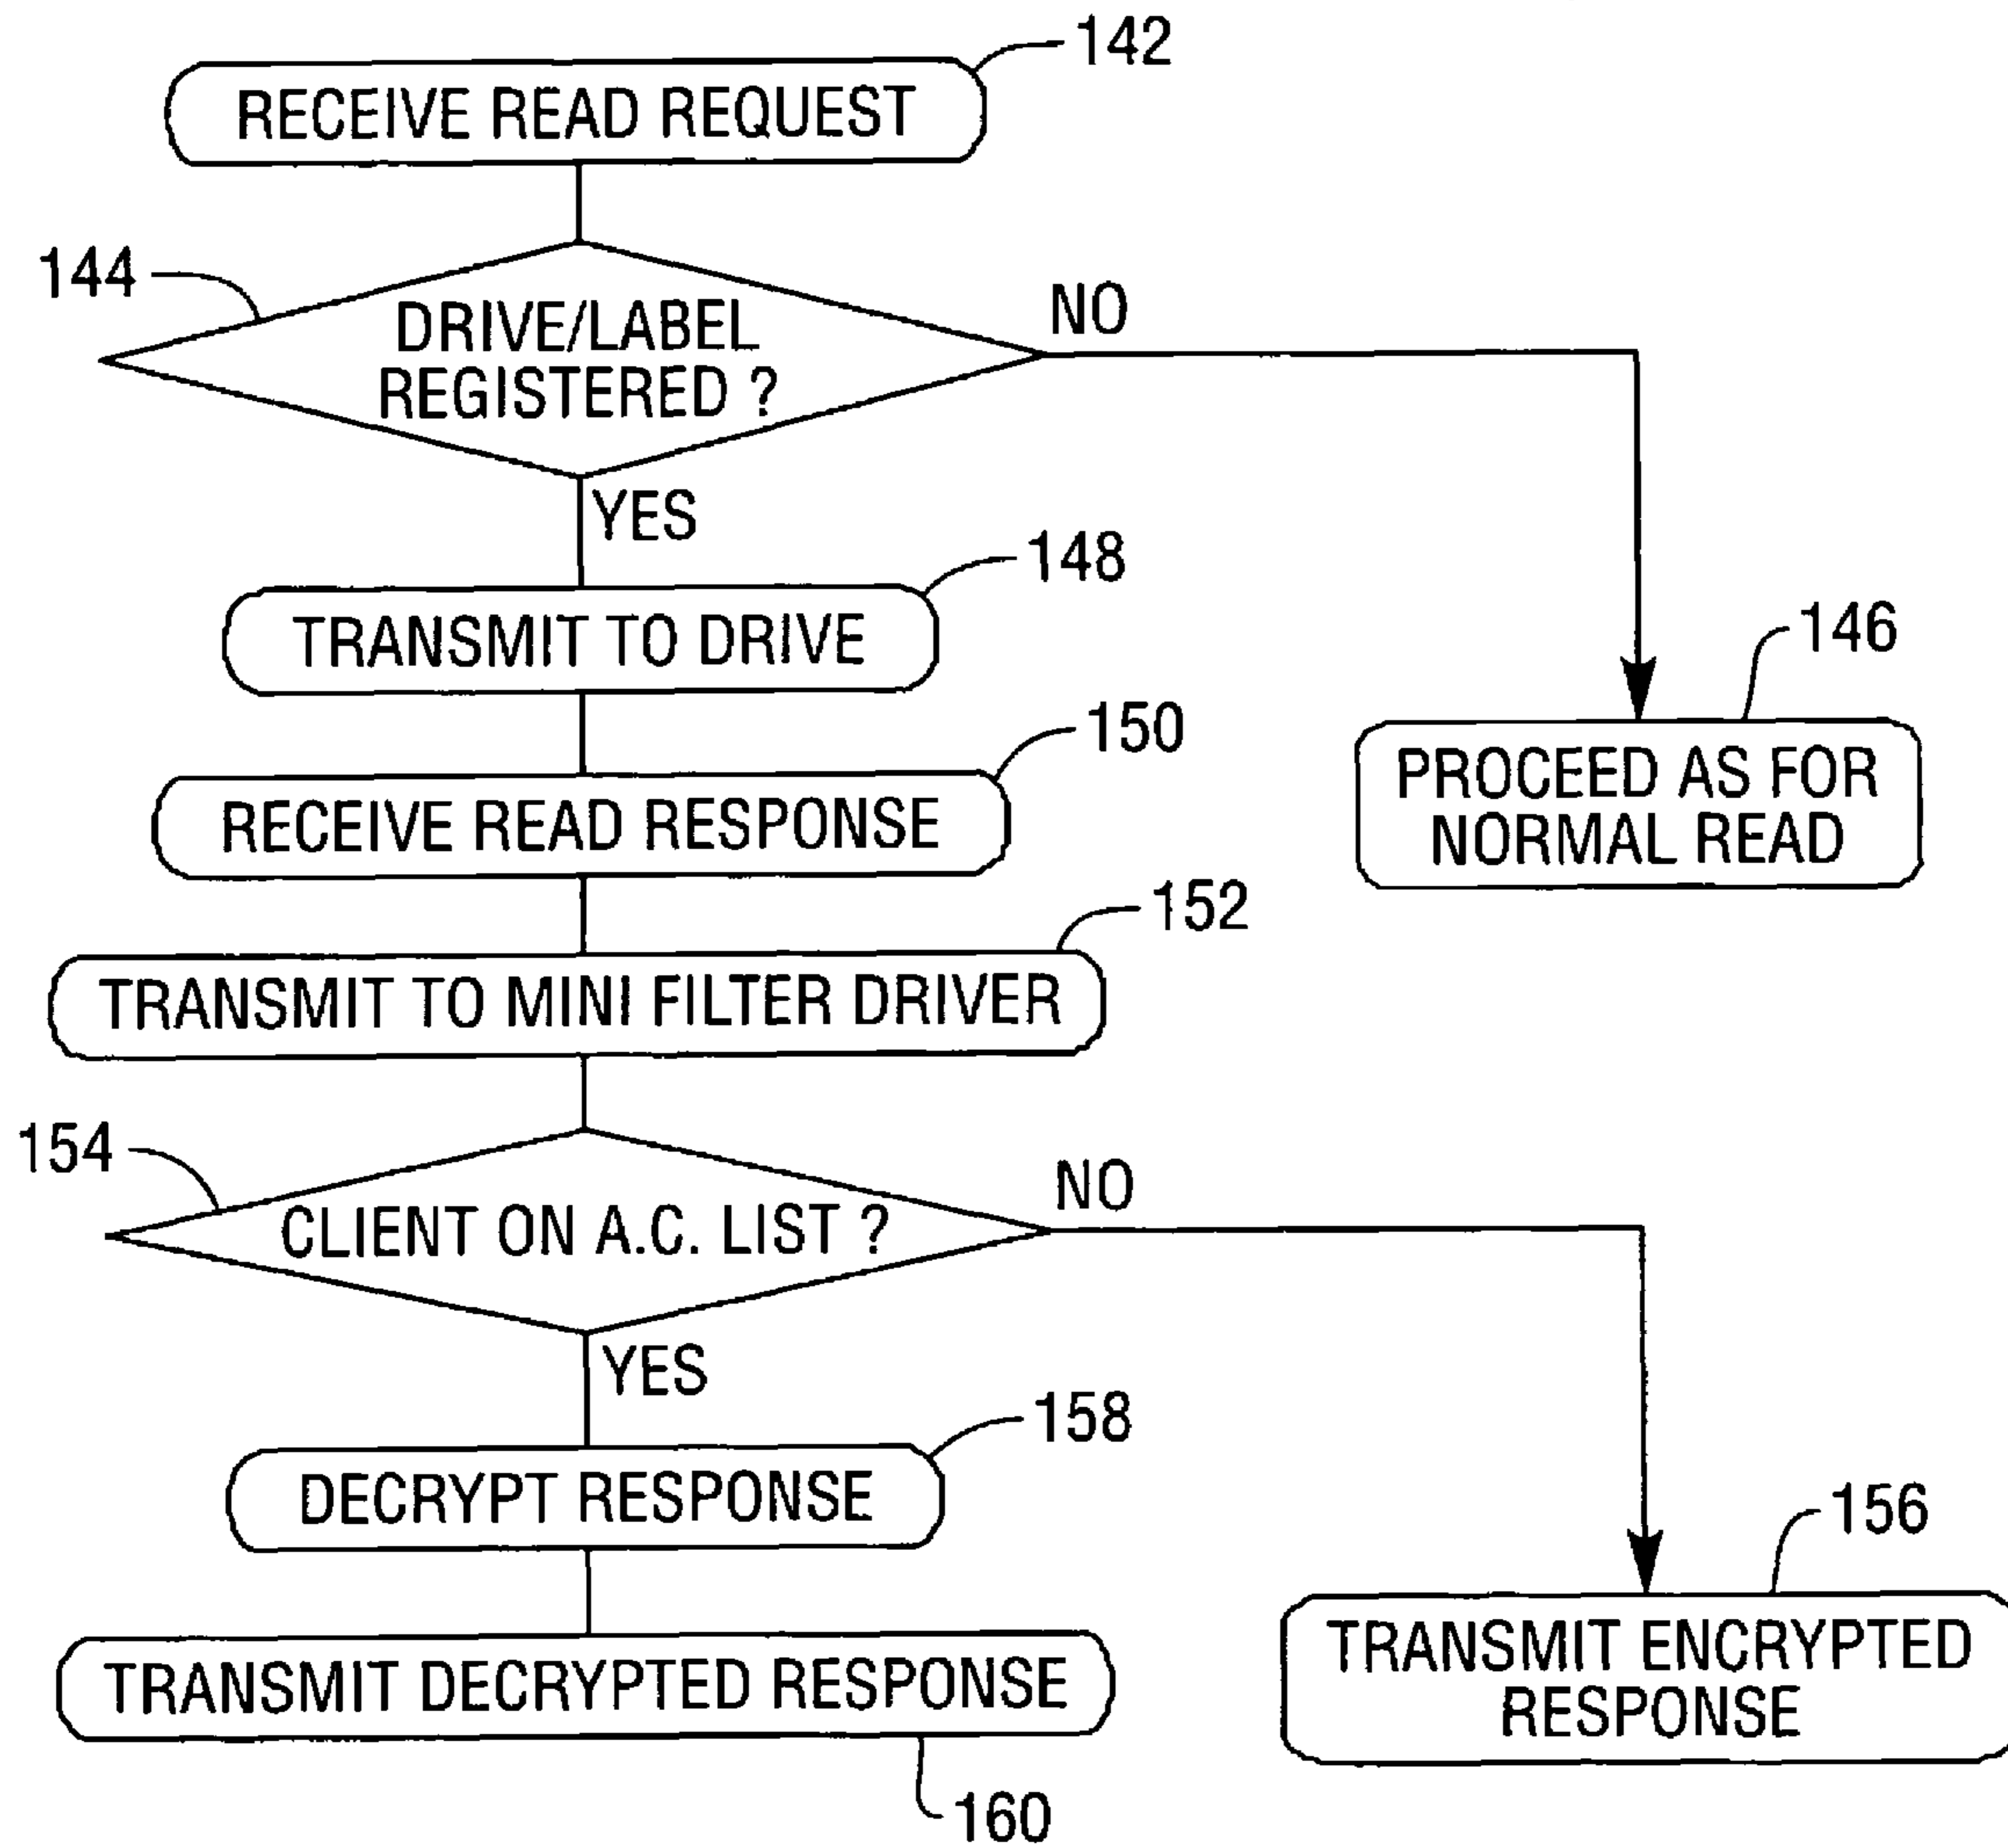 142
RECEIVE READ REQUEST
144
DRIVE/LABEL
REGISTERED ?
NO
YES
148
TRANSMIT TO DRIVE
146
PROCEED AS FOR
NORMAL READ
150
RECEIVE READ RESPONSE
152
TRANSMIT TO MINI FILTER DRIVER
154
CLIENT ON A.C. LIST ?
NO
YES
158
DECRYPT RESPONSE
156
TRANSMIT ENCRYPTED
RESPONSE
TRANSMIT DECRYPTED RESPONSE
160